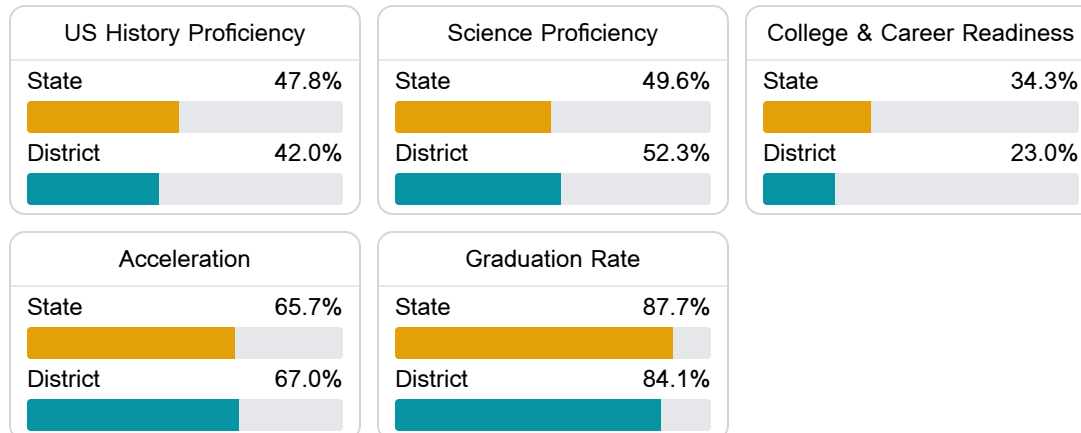 US History Proficiency
State 47.8%
District 42.0%
Science Proficiency
State 49.6%
District 52.3%
College & Career Readiness
State 34.3%
District 23.0%
Acceleration
State 65.7%
District 67.0%
Graduation Rate
State 87.7%
District 84.1%